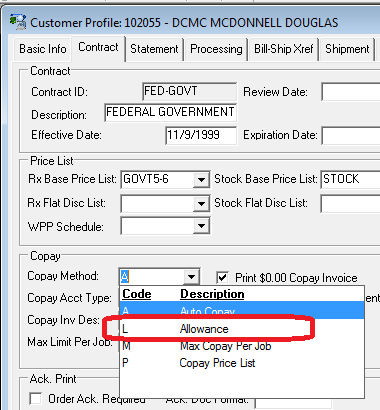 Customer Profile: 102055 - DCMC MCDONNELL DOUGLAS
Basic Info Contract Statement Processing Bill-Ship Xref Shipment
Contract
Contract ID: FED-GOVT Review Date:
Description: FEDERAL GOVERNMENT
Effective Date: 11/9/1999 Expiration Date:
Price List
Rx Base Price List: GOVT5-6 Stock Base Price List: STOCK
Rx Flat Disc List: Stock Flat Disc List:
WPP Schedule:
Copay
Copay Method: A Print $0.00 Copay Invoice
Copay Acct Type: Code Description
A Auto Copay
Copay Inv Des: L Allowance
Max Limit Per Job: M Max Copay Per Job
P Copay Price List
Ack. Print
Order Ack. Required Ack. Doc Format: